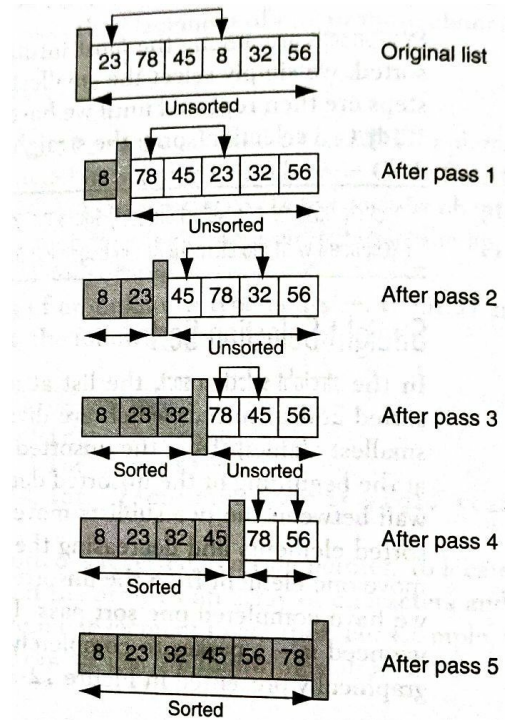 23 78 45 8 32 56 Original list
Unsorted
8 78 45 23 32 56 After pass 1
Unsorted
8 23 45 78 32 56 After pass 2
Unsorted
8 23 32 78 45 56 After pass 3
Sorted Unsorted
8 23 32 45 78 56 After pass 4
Sorted
8 23 32 45 56 78 After pass 5
Sorted